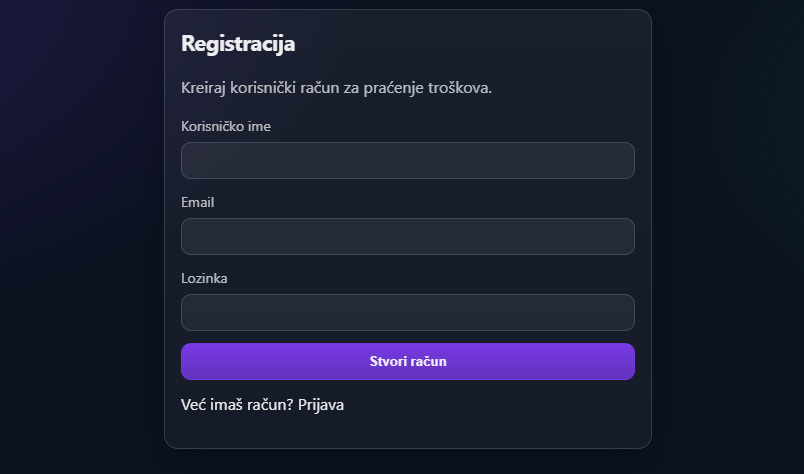 Registracija
Kreiraj korisnički račun za praćenje troškova.
Korisničko ime
Email
Lozinka
Stvori račun
Već imaš račun? Prijava